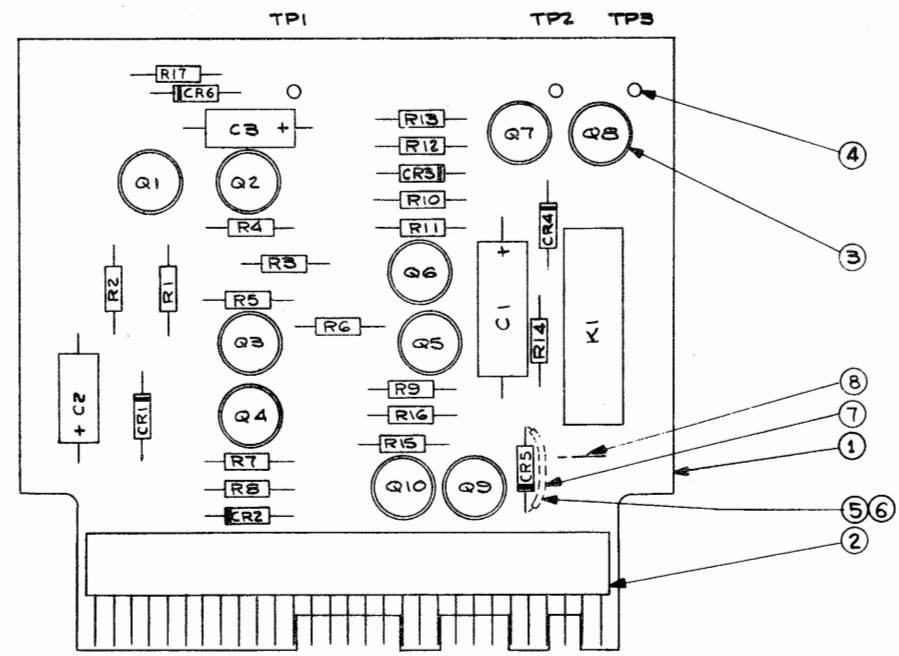 TP1 TP2 TP3
R17
CR6
C3 +
R13
R12
CR3
R10
R11
Q7
Q8
4
Q1
Q2
R4
R3
CR4
3
R2
R1
R5
R6
Q6
+ C1
R14
K1
Q3
Q5
C2 +
CR1
Q4
R9
R16
R15
8
7
1
R7
R8
CR2
Q10
Q9
CR5
5 6
2